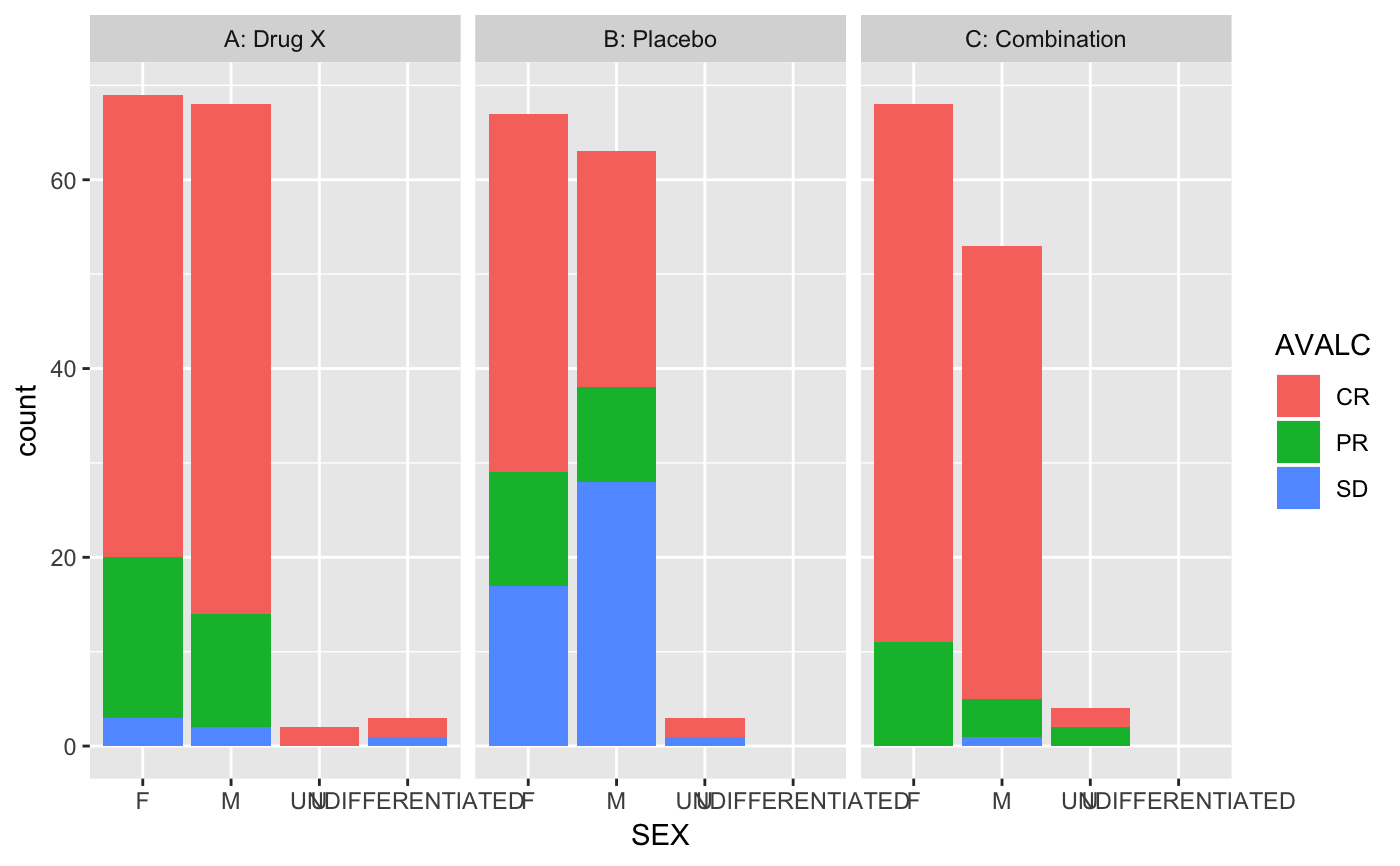 A: Drug X
B: Placebo
C: Combination
60
40
20
0
count
F M U UNDIFFERENTIATED
F M U UNDIFFERENTIATED
F M U UNDIFFERENTIATED
SEX
AVALC
CR
PR
SD